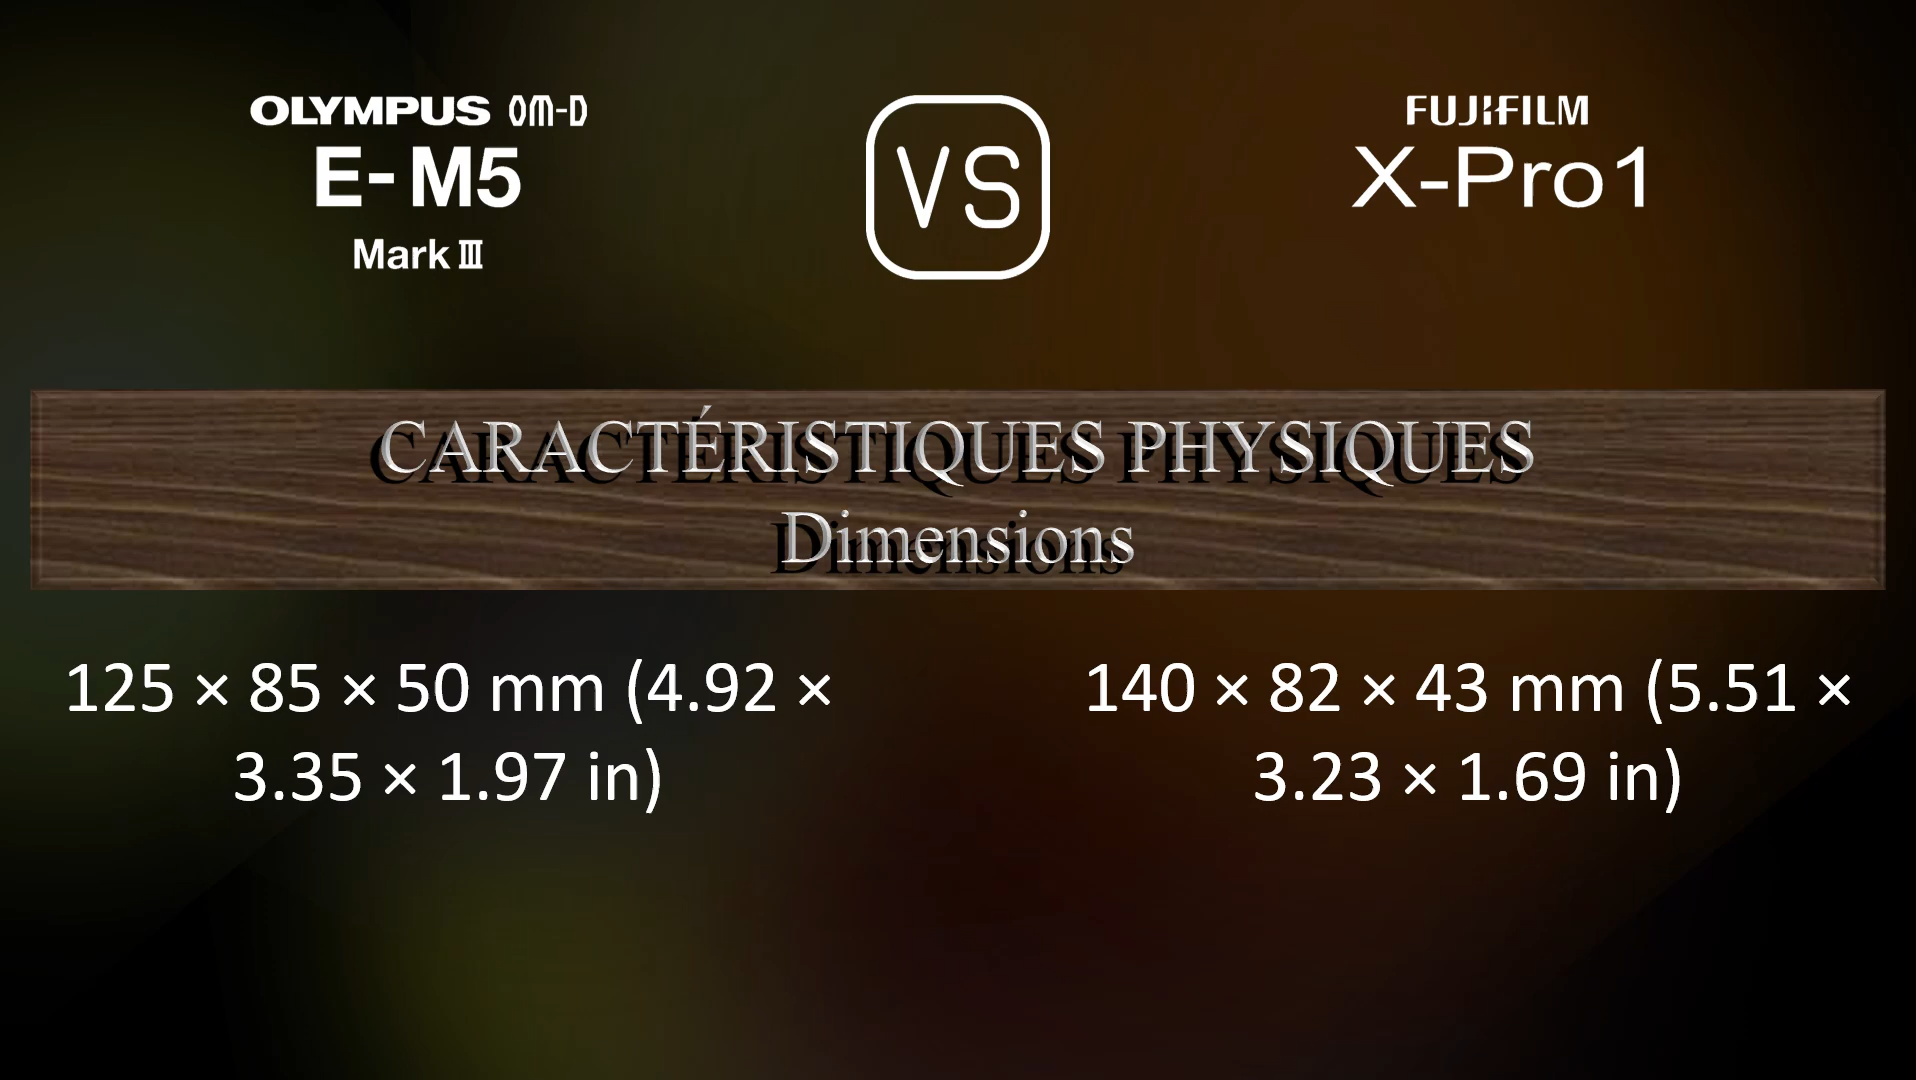 OLYMPUS OM-D
E-M5
Mark III
VS
FUJIFILM
X-Pro1
CARACTÉRISTIQUES PHYSIQUES
Dimensions
125 × 85 × 50 mm (4.92 ×
3.35 × 1.97 in)
140 × 82 × 43 mm (5.51 ×
3.23 × 1.69 in)